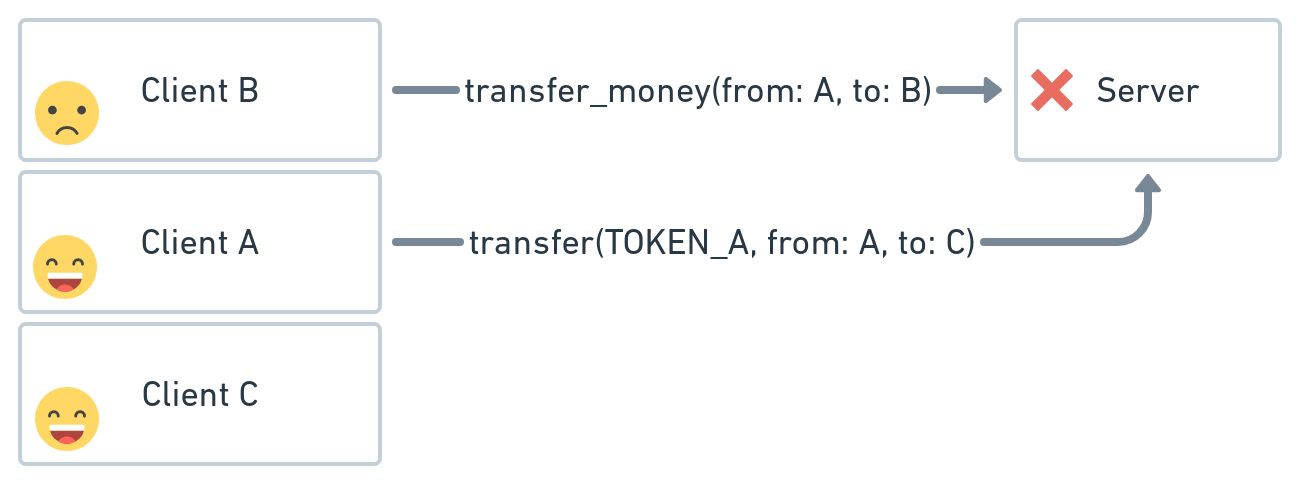 Client B
transfer_money(from: A, to: B)
Server
Client A
transfer(TOKEN_A, from: A, to: C)
Client C